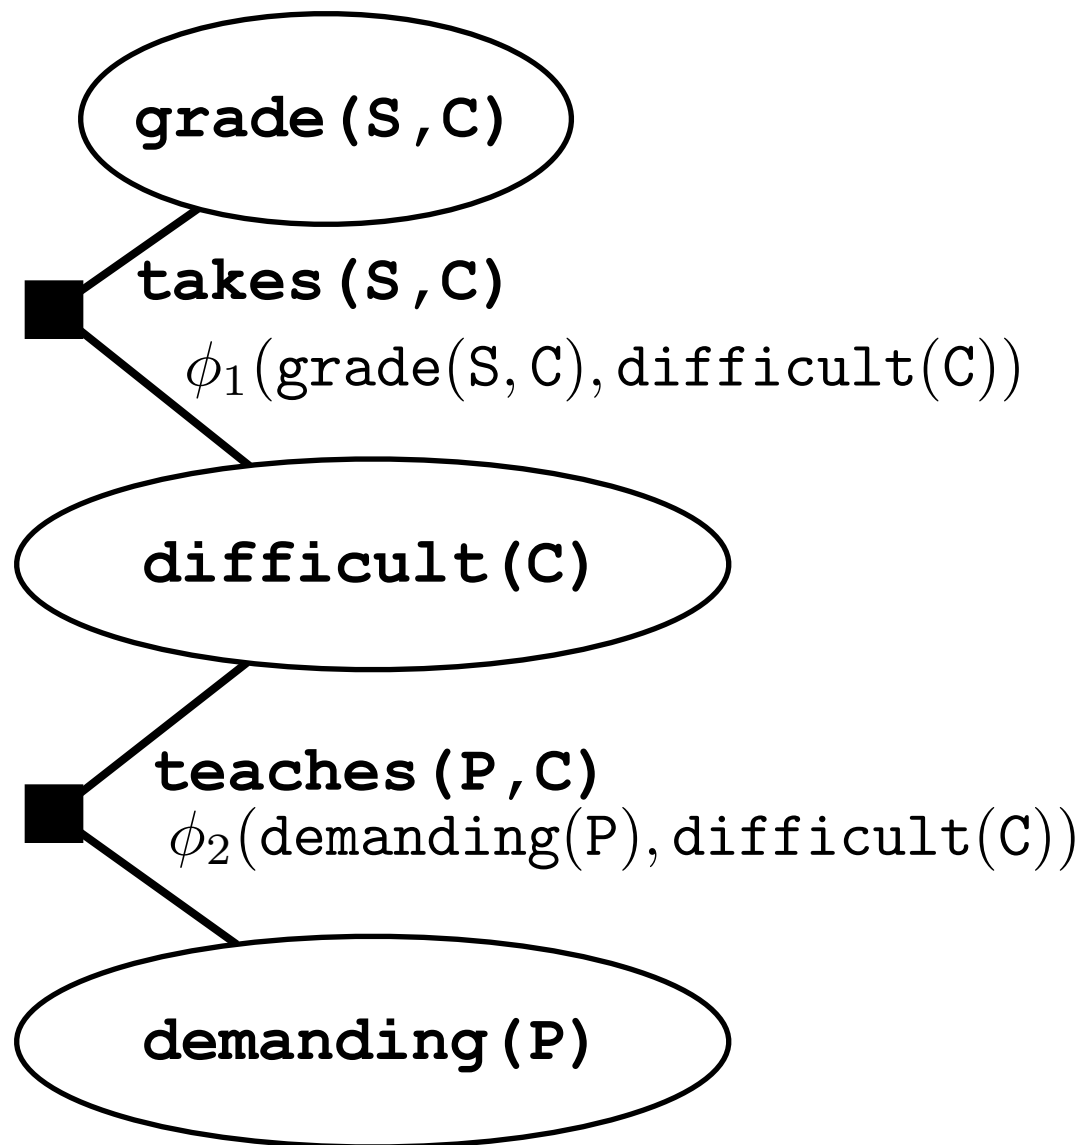 grade(S,C)
takes(S,C)
ϕ₁(grade(S,C),difficult(C))
difficult(C)
teaches(P,C)
ϕ₂(demanding(P),difficult(C))
demanding(P)